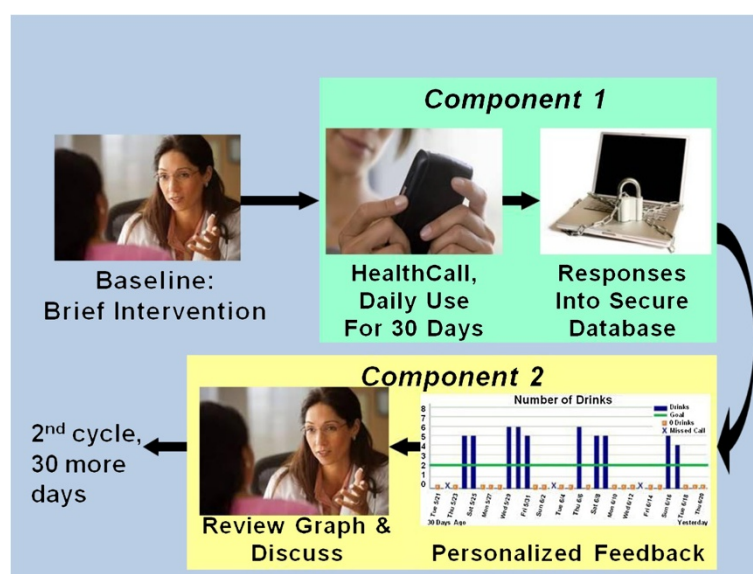 Component 1
Baseline:
Brief Intervention
HealthCall,
Daily Use
For 30 Days
Responses
Into Secure
Database
Component 2
2nd cycle,
30 more
days
Review Graph &
Discuss
Number of Drinks
Drinks
Goal
0 Drinks
X Missed Call
8
7
6
5
4
3
2
1
0
Tue 5/21
Thu 5/23
Sat 5/25
Mon 5/27
Wed 5/29
Fri 5/31
Sun 6/2
Tue 6/4
Thu 6/6
Sat 6/8
Mon 6/10
Wed 6/12
Fri 6/14
Sun 6/16
Tue 6/18
Thu 6/20
30 Days Ago
Yesterday
Personalized Feedback